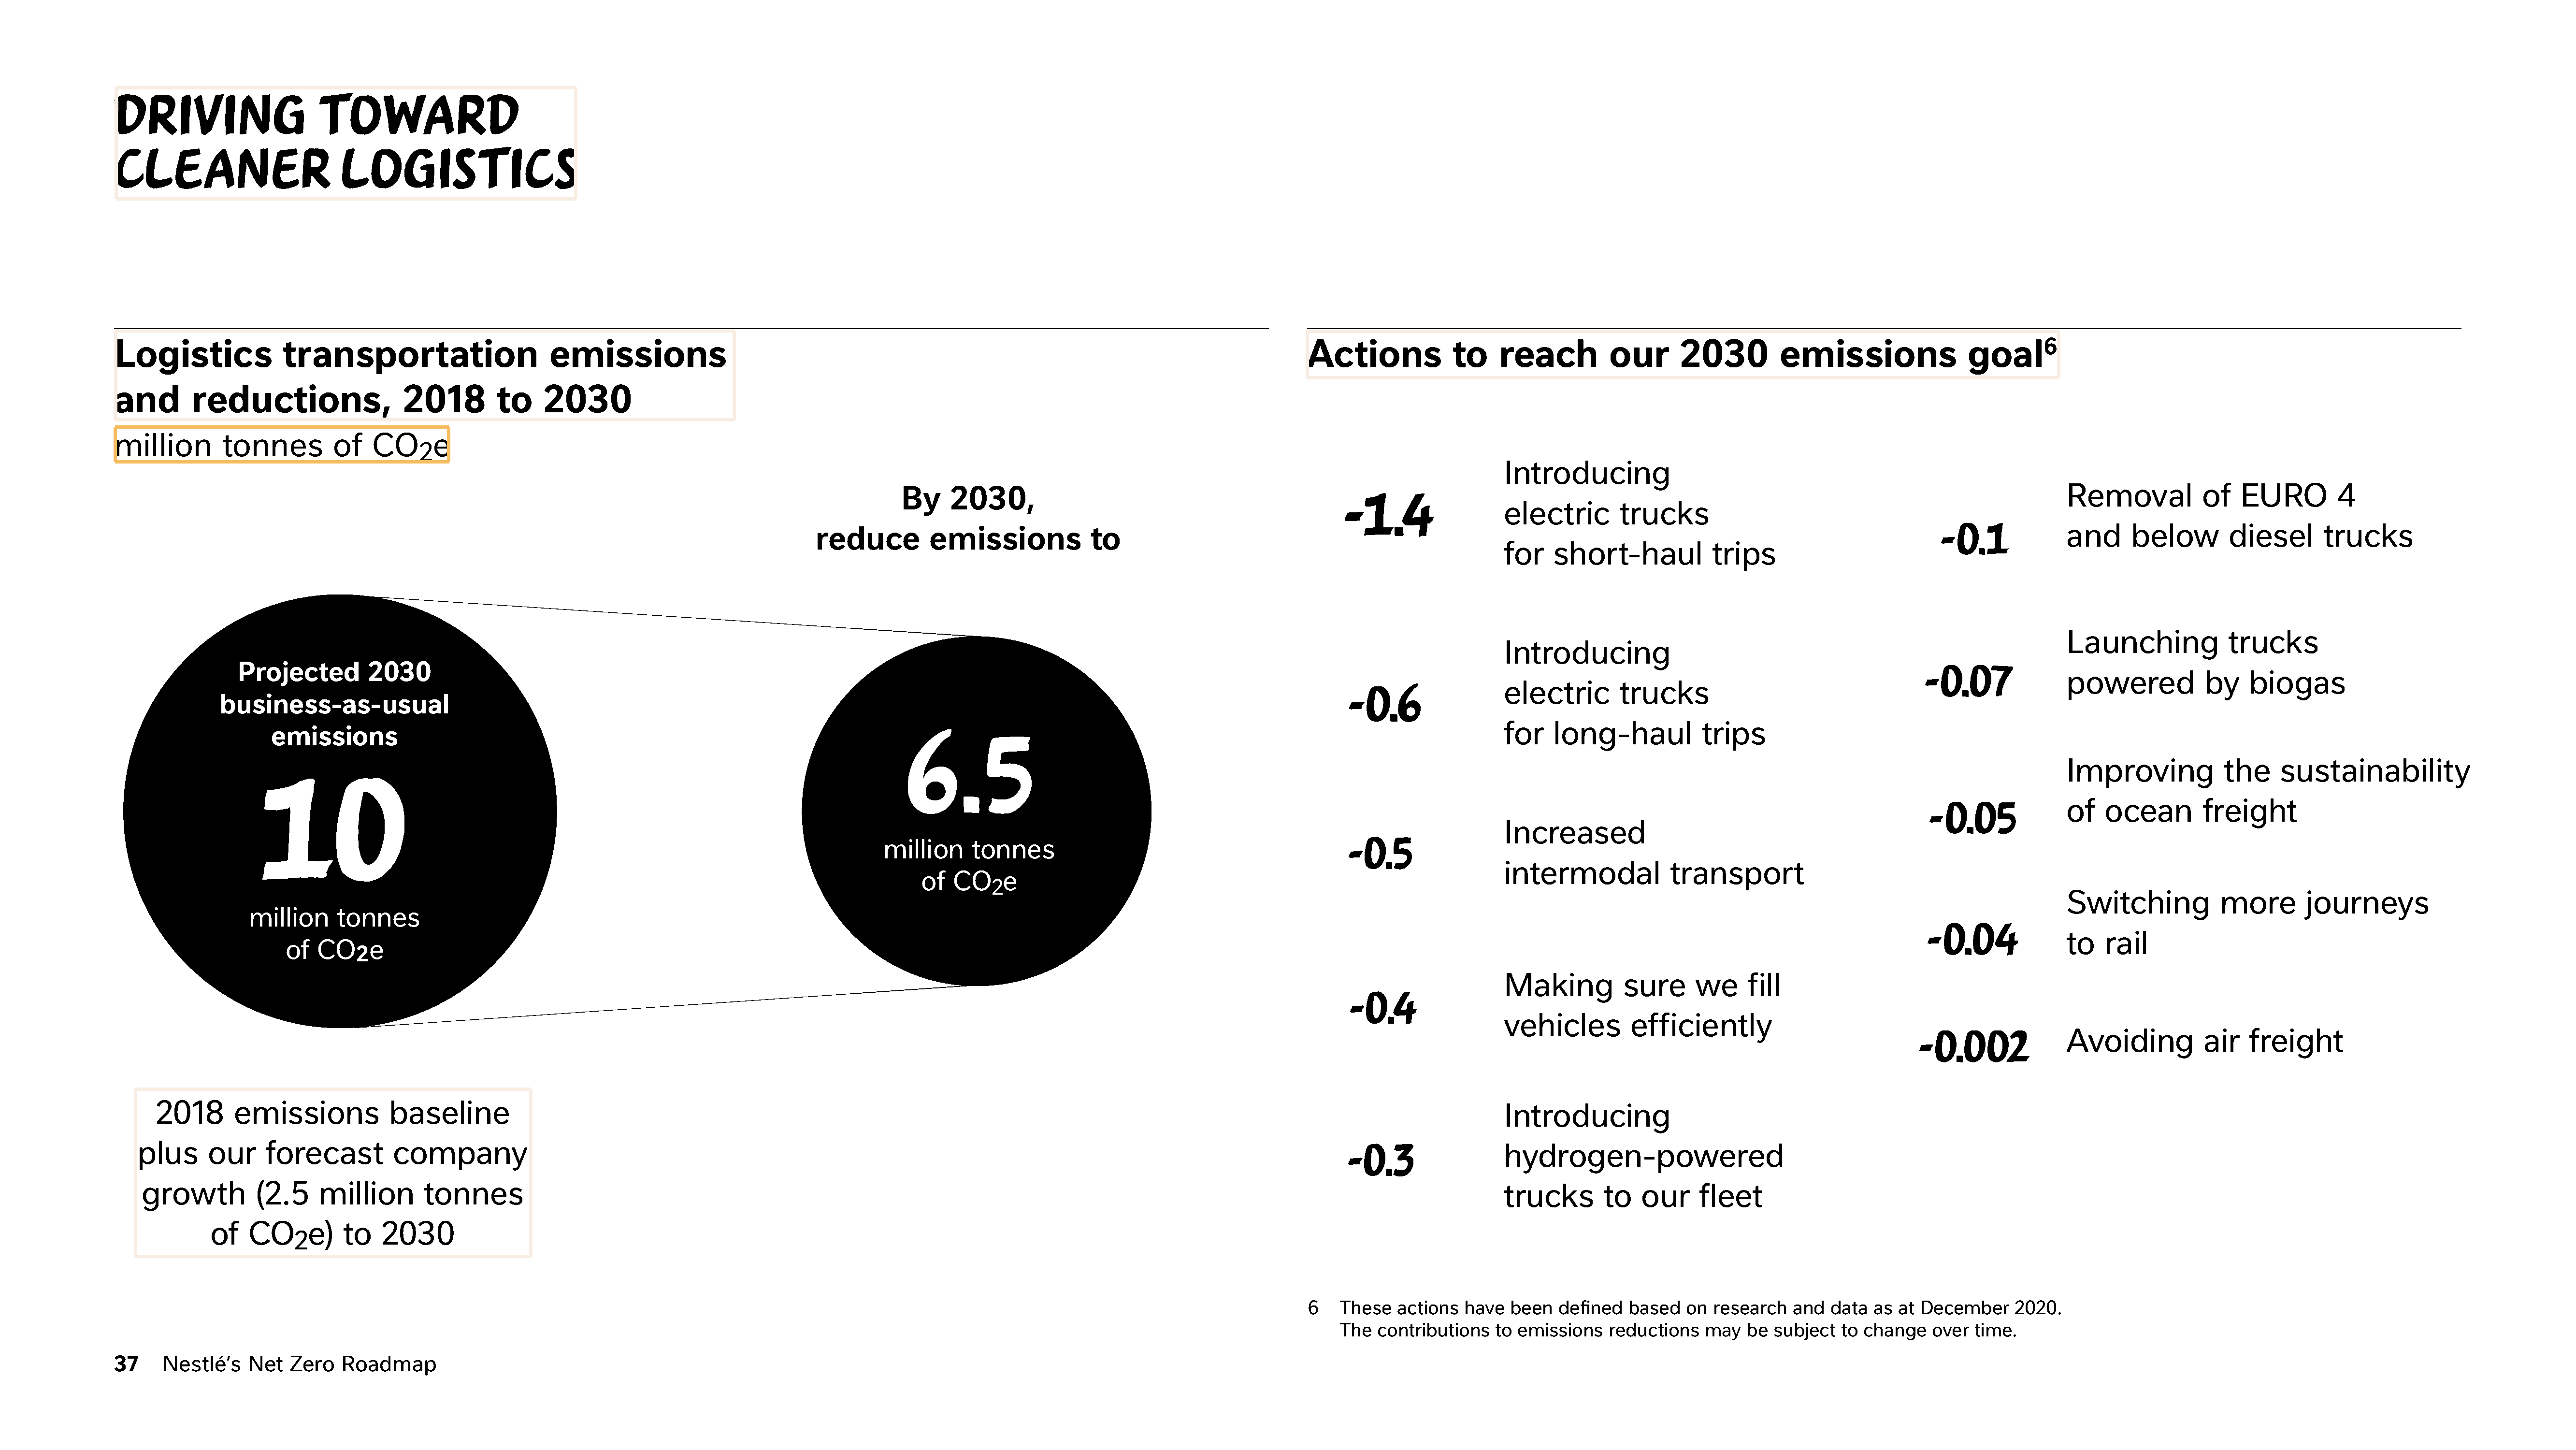 DRIVING TOWARD
CLEANER LOGISTICS
Logistics transportation emissions
and reductions, 2018 to 2030
million tonnes of CO2e
By 2030,
reduce emissions to
Projected 2030
business-as-usual
emissions
10
million tonnes
of CO2e
6.5
million tonnes
of CO2e
2018 emissions baseline
plus our forecast company
growth (2.5 million tonnes
of CO2e) to 2030
Actions to reach our 2030 emissions goal6
-1.4
Introducing
electric trucks
for short-haul trips
-0.6
Introducing
electric trucks
for long-haul trips
-0.5
Increased
intermodal transport
-0.4
Making sure we fill
vehicles efficiently
-0.3
Introducing
hydrogen-powered
trucks to our fleet
-0.1
Removal of EURO 4
and below diesel trucks
-0.07
Launching trucks
powered by biogas
-0.05
Improving the sustainability
of ocean freight
-0.04
Switching more journeys
to rail
-0.002
Avoiding air freight
6 These actions have been defined based on research and data as at December 2020.
The contributions to emissions reductions may be subject to change over time.
37 Nestlé's Net Zero Roadmap